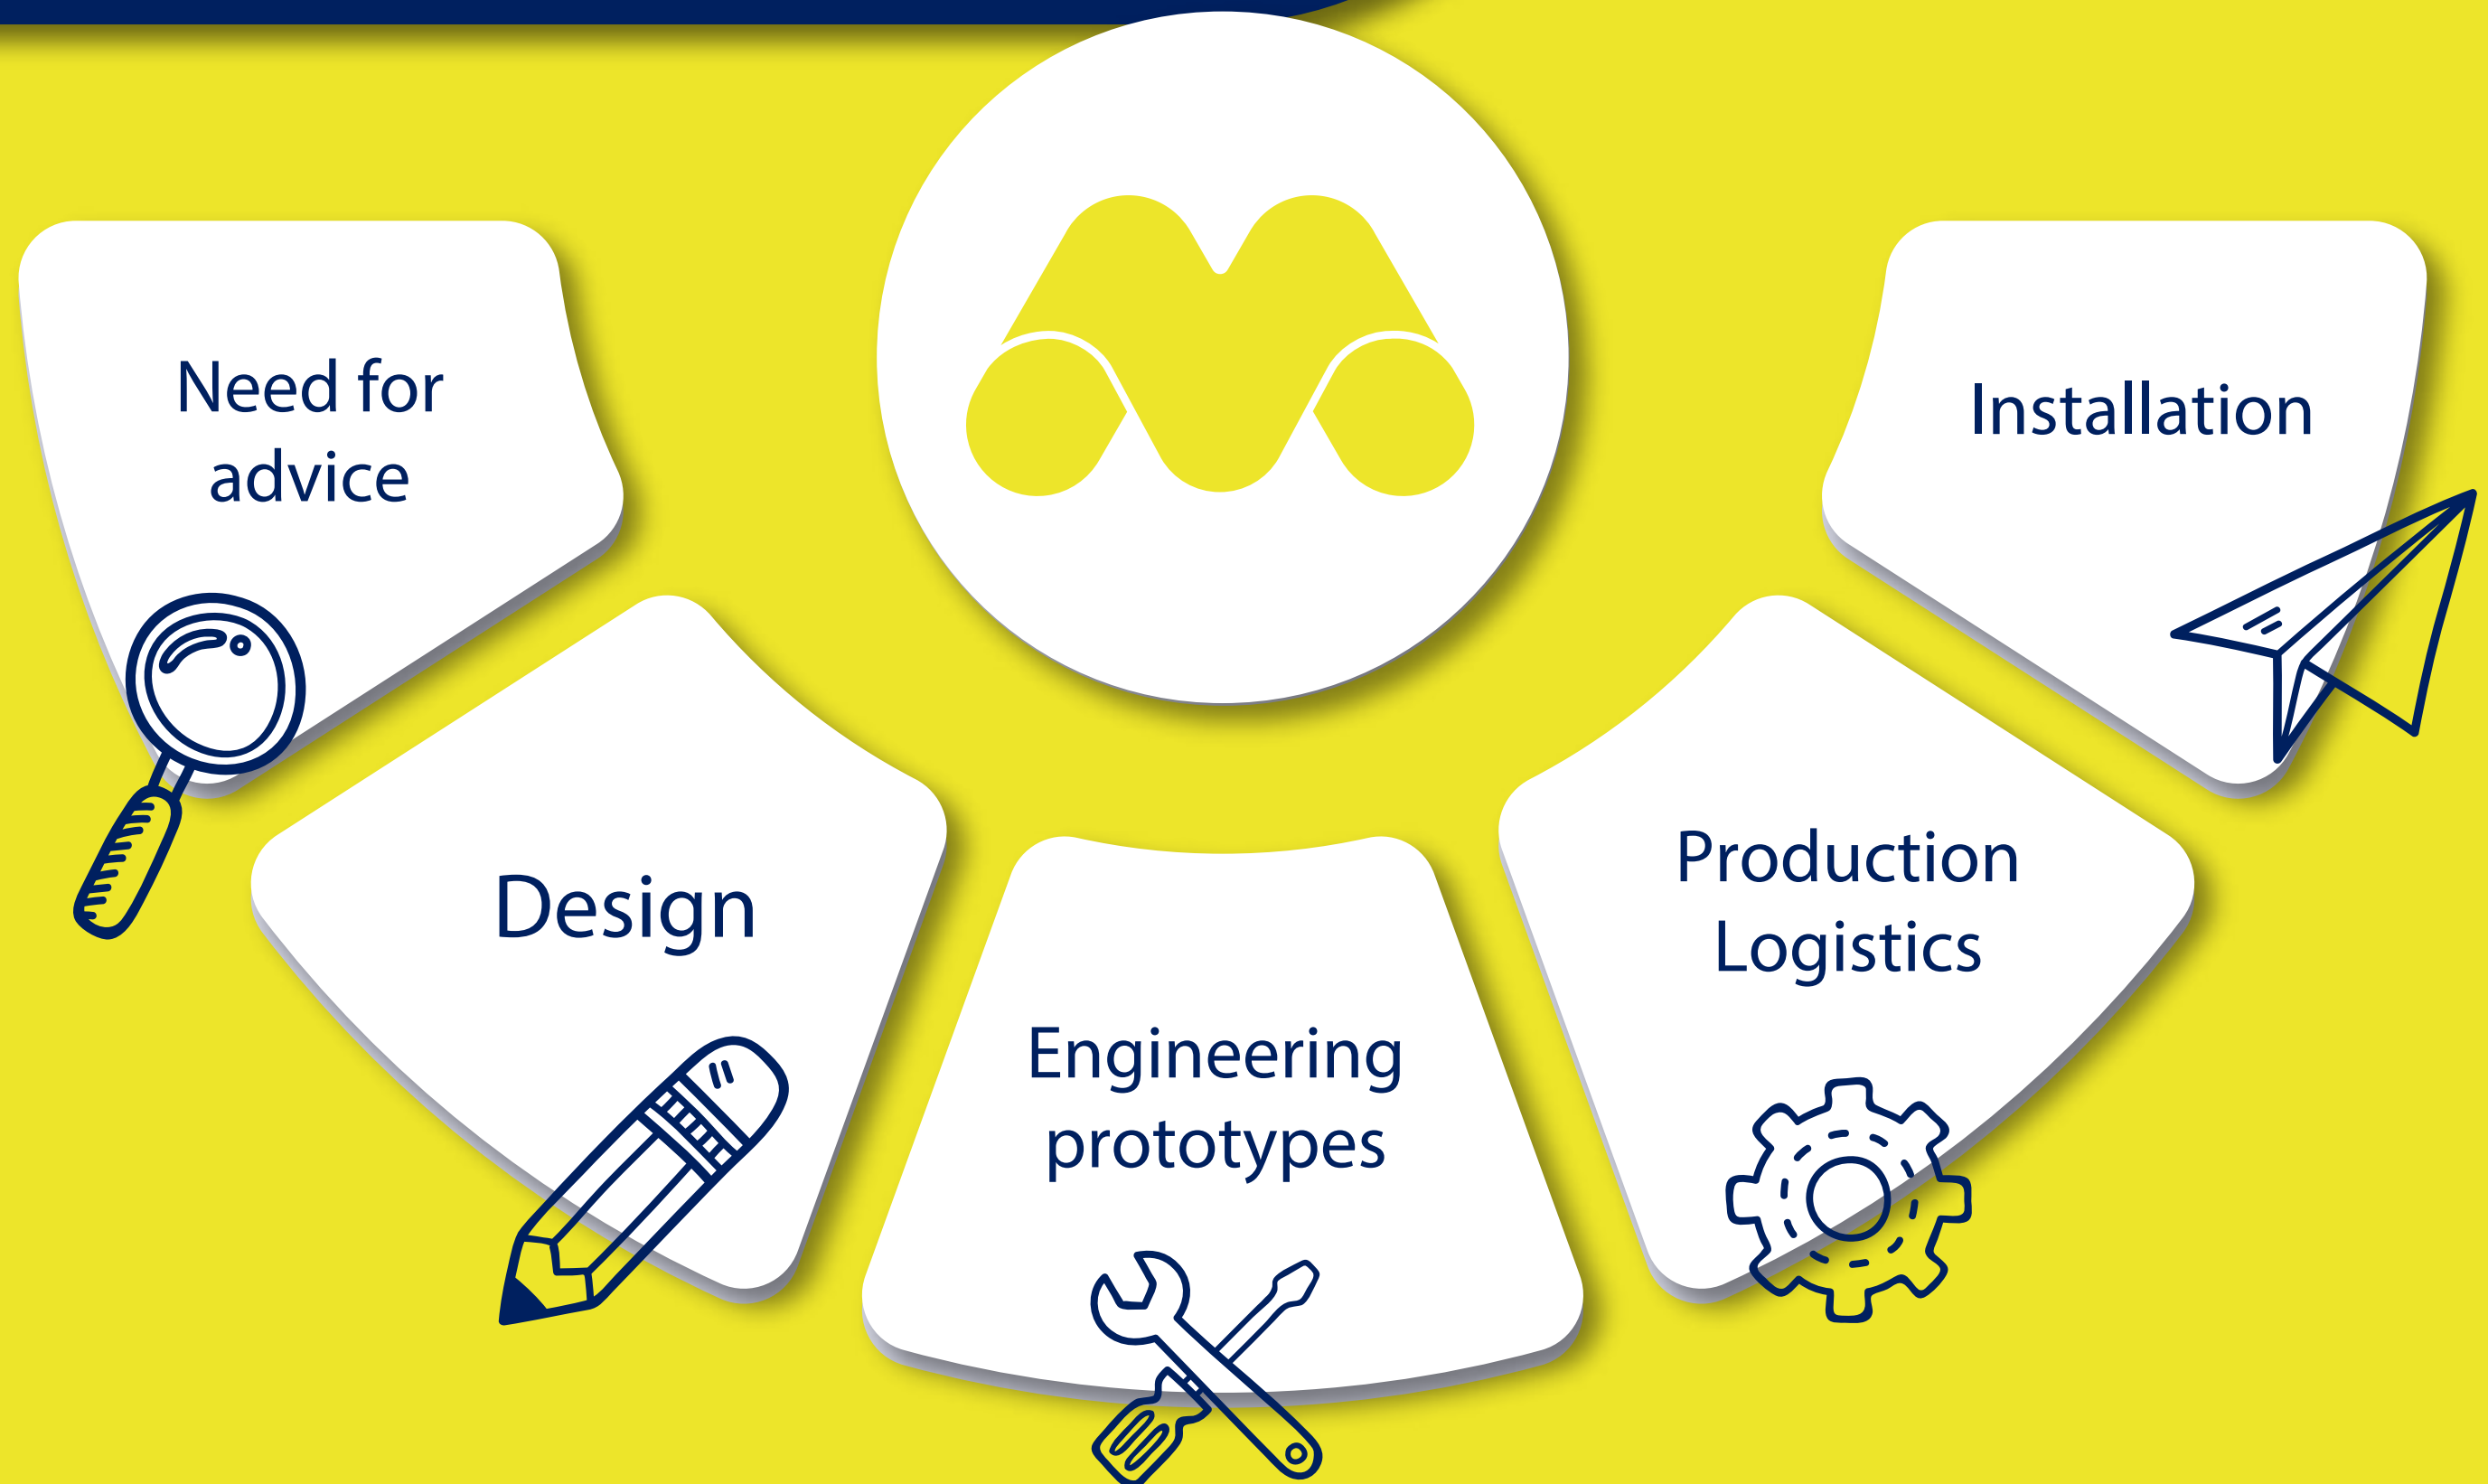 Need for
advice
Design
Engineering
prototypes
Production
Logistics
Installation